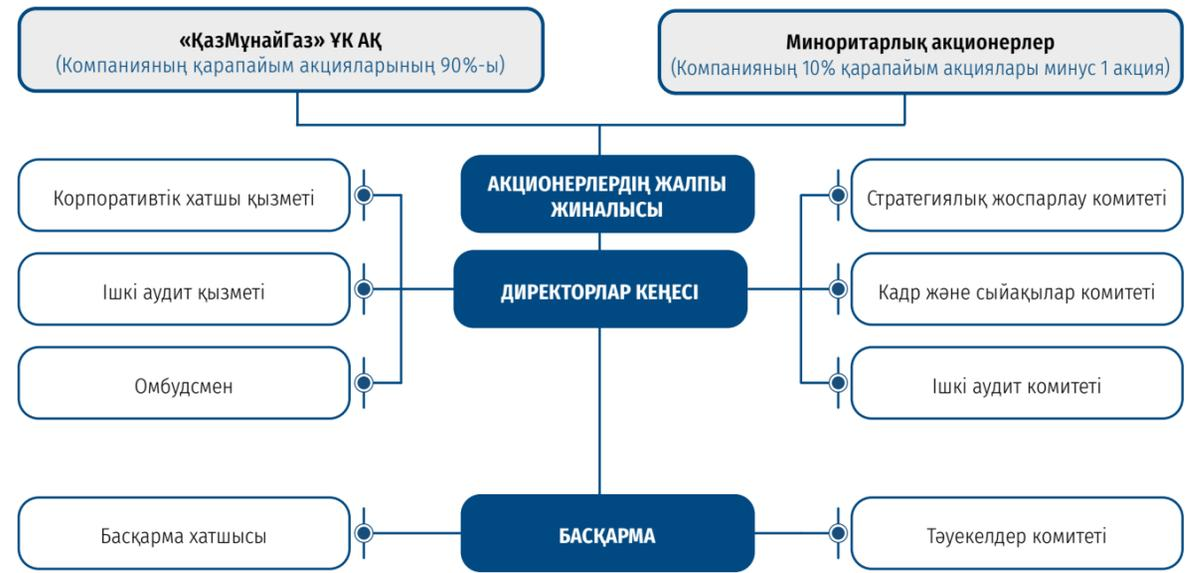 «ҚазМұнайГаз» ҰК АҚ
(Компанияның қарапайым акцияларының 90%-ы)
Миноритарлық акционерлер
(Компанияның 10% қарапайым акциялары минус 1 акция)
АКЦИОНЕРЛЕРДІҢ ЖАЛПЫ
ЖИНАЛЫСЫ
Корпоративтік хатшы қызметі
Стратегиялық жоспарлау комитеті
Ішкі аудит қызметі
ДИРЕКТОРЛАР КЕҢЕСІ
Кадр және сыйақылар комитеті
Омбудсмен
Ішкі аудит комитеті
Басқарма хатшысы
БАСҚАРМА
Тәуекелдер комитеті